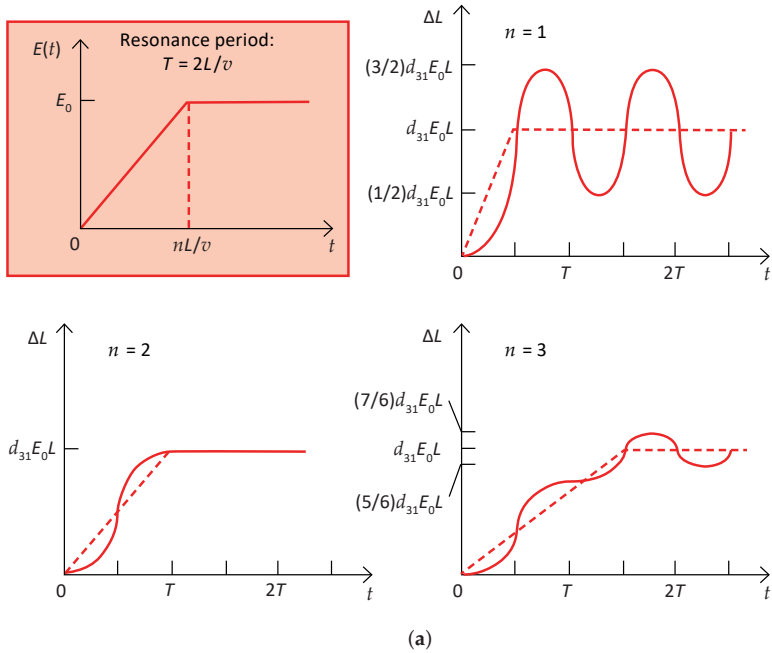 E(t)
Resonance period:
T = 2L/v
E₀
0
nL/v
t
ΔL
n = 1
(3/2)d₃₁E₀L
d₃₁E₀L
(1/2)d₃₁E₀L
0
T
2T
t
ΔL
n = 2
d₃₁E₀L
0
T
2T
t
ΔL
n = 3
(7/6)d₃₁E₀L
d₃₁E₀L
(5/6)d₃₁E₀L
0
T
2T
t
(a)